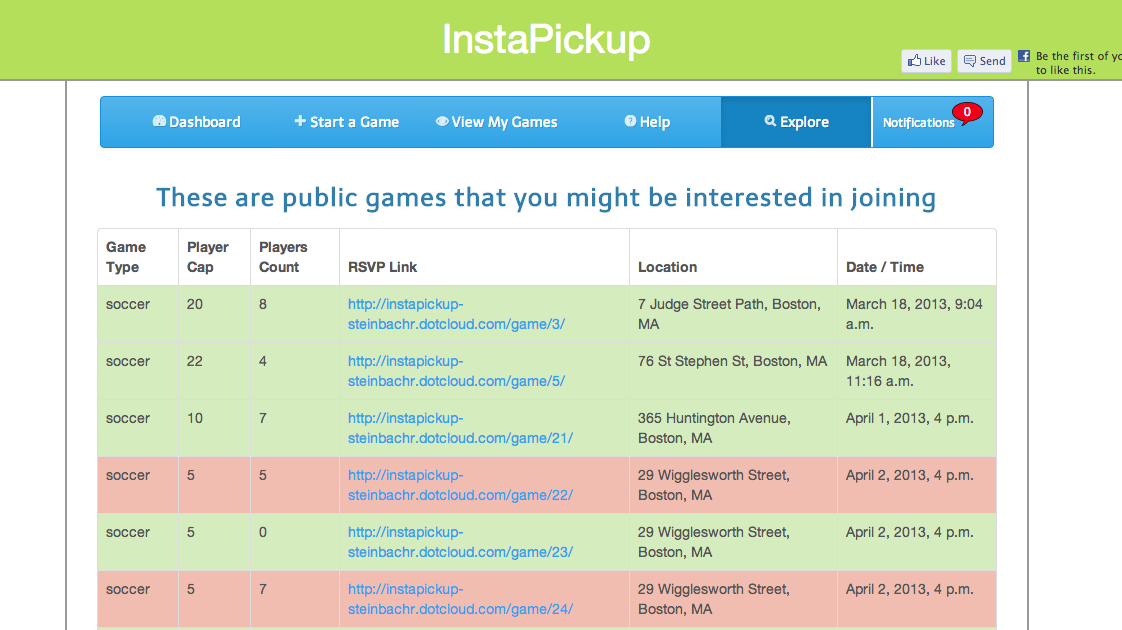 InstaPickup
Like
Send
Be the first of yo
to like this.
Dashboard
Start a Game
View My Games
Help
Explore
Notifications
0
These are public games that you might be interested in joining
Game
Type
Player
Cap
Players
Count
RSVP Link
Location
Date / Time
soccer
20
8
http://instapickup-
steinbachr.dotcloud.com/game/3/
7 Judge Street Path, Boston,
MA
March 18, 2013, 9:04
a.m.
soccer
22
4
http://instapickup-
steinbachr.dotcloud.com/game/5/
76 St Stephen St, Boston, MA
March 18, 2013,
11:16 a.m.
soccer
10
7
http://instapickup-
steinbachr.dotcloud.com/game/21/
365 Huntington Avenue,
Boston, MA
April 1, 2013, 4 p.m.
soccer
5
5
http://instapickup-
steinbachr.dotcloud.com/game/22/
29 Wigglesworth Street,
Boston, MA
April 2, 2013, 4 p.m.
soccer
5
0
http://instapickup-
steinbachr.dotcloud.com/game/23/
29 Wigglesworth Street,
Boston, MA
April 2, 2013, 4 p.m.
soccer
5
7
http://instapickup-
steinbachr.dotcloud.com/game/24/
29 Wigglesworth Street,
Boston, MA
April 2, 2013, 4 p.m.